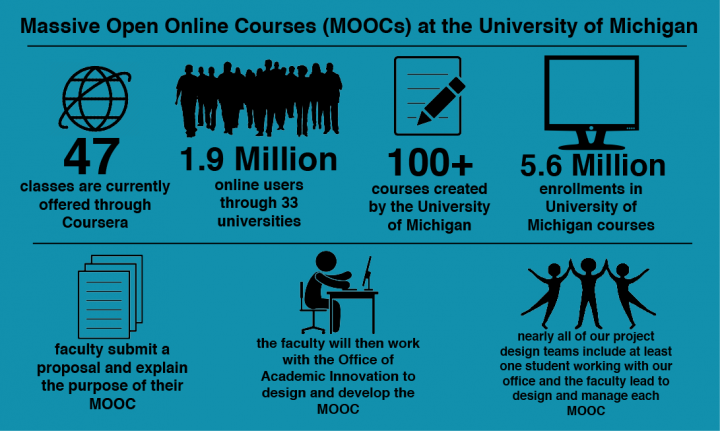 Massive Open Online Courses (MOOCs) at the University of Michigan
47
classes are currently
offered through
Coursera
1.9 Million
online users
through 33
universities
100+
courses created
by the University
of Michigan
5.6 Million
enrollments in
University of
Michigan courses
faculty submit a
proposal and explain
the purpose of their
MOOC
the faculty will then work
with the Office of
Academic Innovation to
design and develop the
MOOC
nearly all of our project
design teams include at least
one student working with our
office and the faculty lead to
design and manage each
MOOC